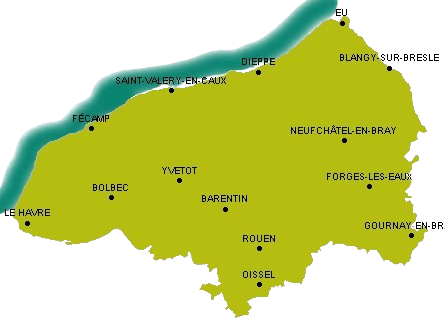 EU
BLANGY-SUR-BRESLE
DIEPPE
SAINT-VALERY-EN-CAUX
FÉCAMP
NEUFCHÂTEL-EN-BRAY
YVETOT
FORGES-LES-EAUX
BOLBEC
BARENTIN
LE HAVRE
GOURNAY-EN-BR
ROUEN
OISSEL